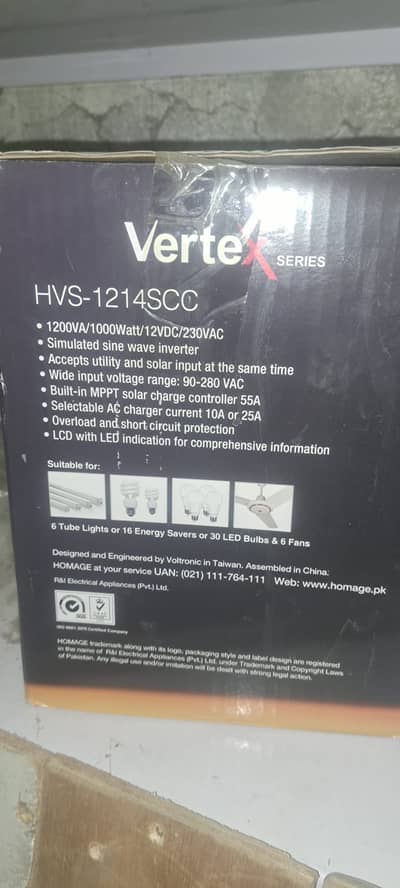 Vertex SERIES
HVS-1214SCC
• 1200VA/1000Watt/12VDC/230VAC
• Simulated sine wave inverter
• Accepts utility and solar input at the same time
• Wide input voltage range: 90-280 VAC
• Built-in MPPT solar charge controller 55A
• Selectable AC charger current 10A or 25A
• Overload and short circuit protection
• LCD with LED indication for comprehensive information
Suitable for:
6 Tube Lights or 16 Energy Savers or 30 LED Bulbs & 6 Fans
Designed and Engineered by Voltronic in Taiwan. Assembled in China.
HOMAGE at your service UAN: (021) 111-764-111 Web: www.homage.pk
R&I Electrical Appliances (Pvt.) Ltd.
SGS
Certified Company
HOMAGE trademark along with its logo, packaging style and label design are registered
in the name of R&I Electrical Appliances (Pvt.) Ltd. under Trademark and Copyright Laws
of Pakistan. Any illegal use and/or imitation will be dealt with strong legal action.